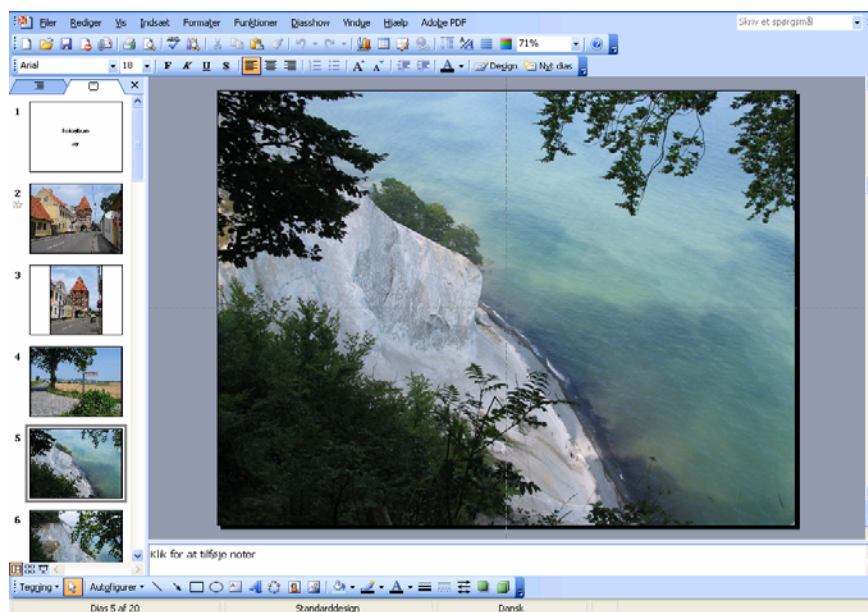 Filer Rediger Vis Indsæt Formater Funktioner Diasshow Vindue Hjælp Adobe PDF Skriv et spørgsmål
71%
Arial 18 F K U S A A A Design Nyt dias
1
Fotoalbum
2
3
4
5
6
Klik for at tilføje noter
Tegning Autofigurer A
Dias 5 af 20 Standarddesign Dansk